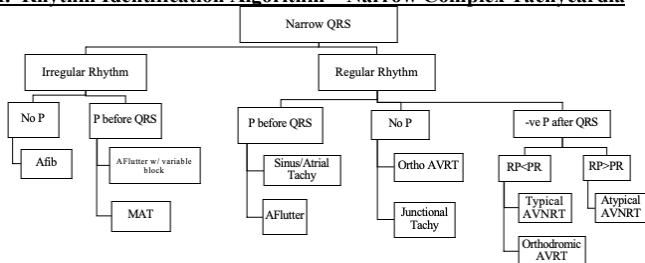 Rhythm Identification Algorithm – Narrow Complex Tachycardia
Narrow QRS
Irregular Rhythm
Regular Rhythm
No P
P before QRS
P before QRS
No P
-ve P after QRS
Afib
AFlutter w/ variable
block
MAT
Sinus/Atrial
Tachy
AFlutter
Ortho AVRT
Junctional
Tachy
RP<PR
RP>PR
Typical
AVNRT
Atypical
AVNRT
Orthodromic
AVRT